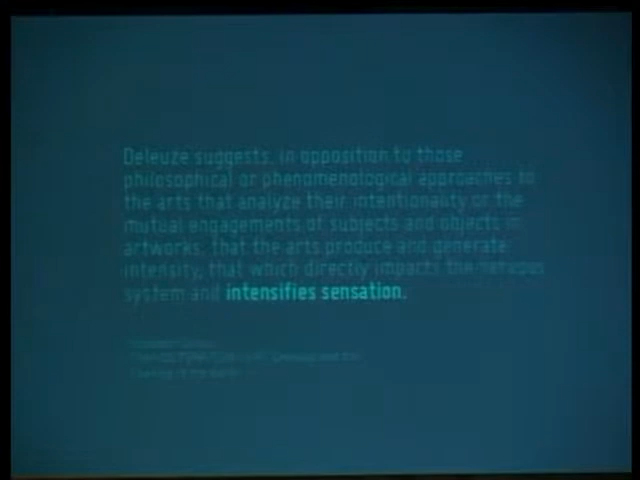 Deleuze suggests, in opposition to those
philosophical or phenomenological approaches to
the arts that analyze their intentionality or the
mutual engagements of subjects and objects in
artworks, that the arts produce and generate
intensity, that which directly impacts the nervous
system and intensifies sensation.